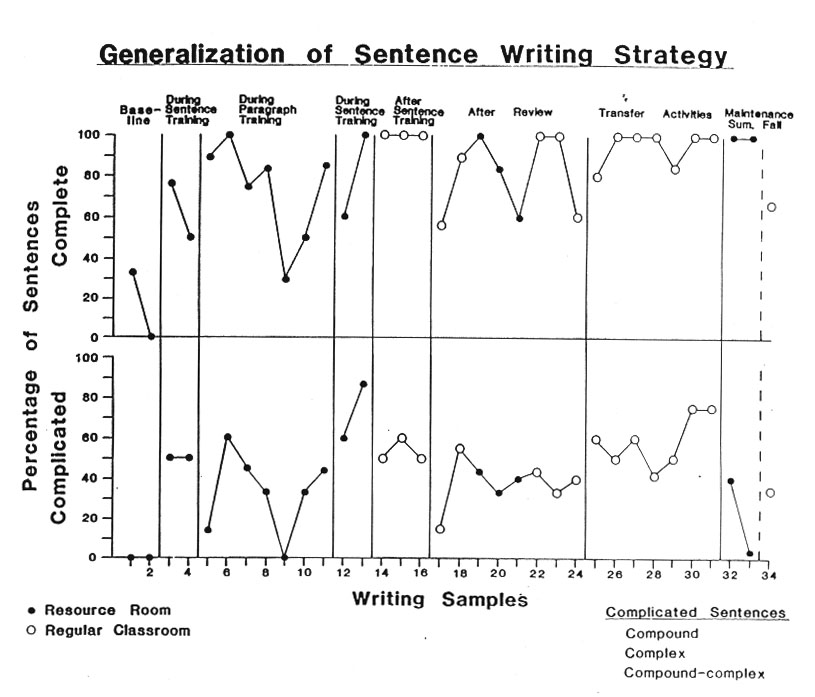 Generalization of Sentence Writing Strategy
Base-
line
During
Sentence
Training
During
Paragraph
Training
During
Sentence
Training
After
Sentence
Training
After Review
Transfer Activities
Maintenance
Sum. Fall
Percentage of Sentences
Complete
100
80
60
40
20
0
Complicated
100
80
60
40
20
0
2 4 6 8 10 12 14 16 18 20 22 24 26 28 30 32 34
Writing Samples
● Resource Room
○ Regular Classroom
Complicated Sentences
Compound
Complex
Compound-complex